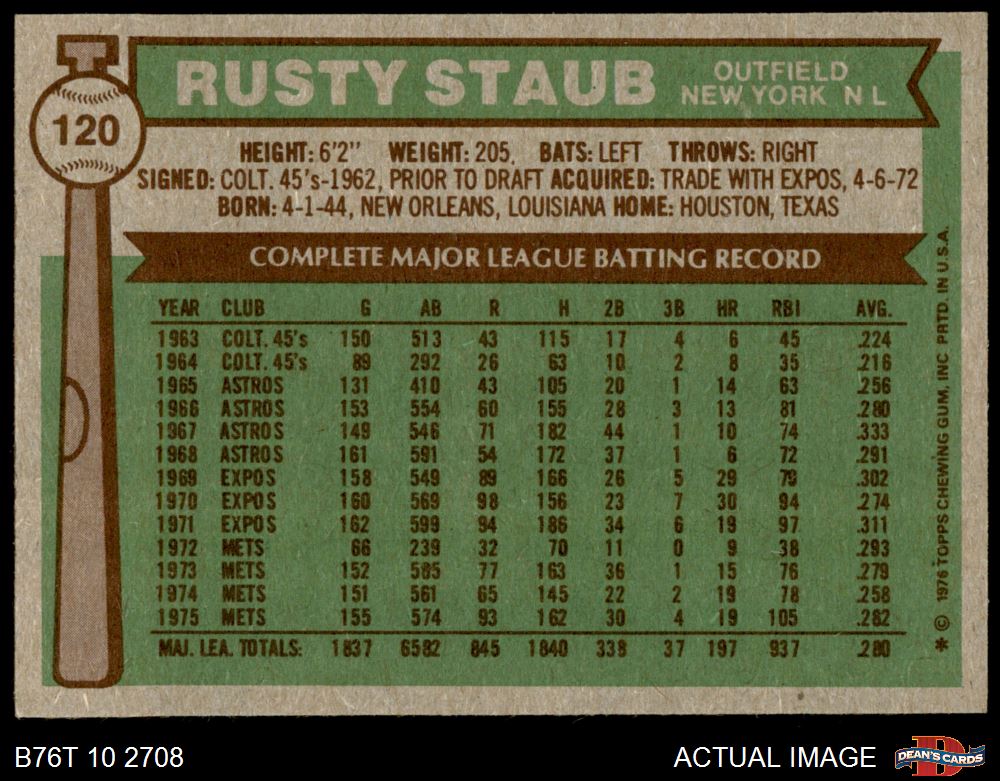 RUSTY STAUB
OUTFIELD
NEW YORK N L
120
HEIGHT: 6'2" WEIGHT: 205, BATS: LEFT THROWS: RIGHT
SIGNED: COLT. 45's-1962, PRIOR TO DRAFT ACQUIRED: TRADE WITH EXPOS, 4-6-72
BORN: 4-1-44, NEW ORLEANS, LOUISIANA HOME: HOUSTON, TEXAS
COMPLETE MAJOR LEAGUE BATTING RECORD
YEAR CLUB G AB R H 2B 3B HR RBI AVG.
1963 COLT. 45's 150 513 43 115 17 4 6 45 .224
1964 COLT. 45's 89 292 26 63 10 2 8 35 .216
1965 ASTROS 131 410 43 105 20 1 14 63 .256
1966 ASTROS 153 554 60 155 28 3 13 81 .280
1967 ASTROS 149 546 71 182 44 1 10 74 .333
1968 ASTROS 161 591 54 172 37 1 6 72 .291
1969 EXPOS 158 549 89 166 26 5 29 79 .302
1970 EXPOS 160 569 98 156 23 7 30 94 .274
1971 EXPOS 162 599 94 186 34 6 19 97 .311
1972 METS 66 239 32 70 11 0 9 38 .293
1973 METS 152 585 77 163 36 1 15 76 .279
1974 METS 151 561 65 145 22 2 19 78 .258
1975 METS 155 574 93 162 30 4 19 105 .282
MAJ. LEA. TOTALS: 1837 6582 845 1840 338 37 197 937 .280
* © 1976 TOPPS CHEWING GUM, INC. PRTD. IN U.S.A.
B76T 10 2708
ACTUAL IMAGE
DEAN'S CARDS